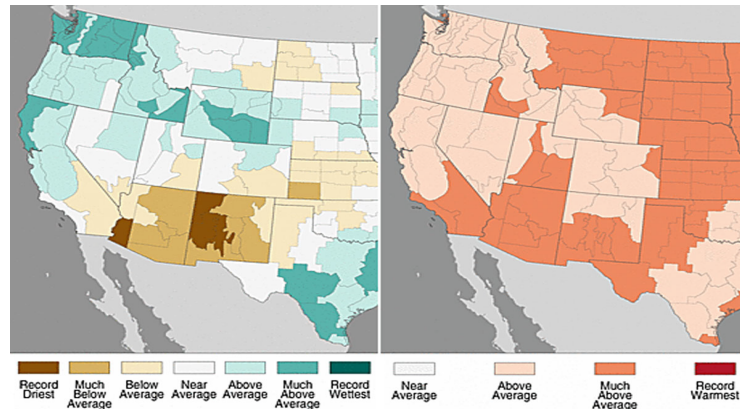 Record Driest
Much Below Average
Below Average
Near Average
Above Average
Much Above Average
Record Wettest
Near Average
Above Average
Much Above Average
Record Warmest